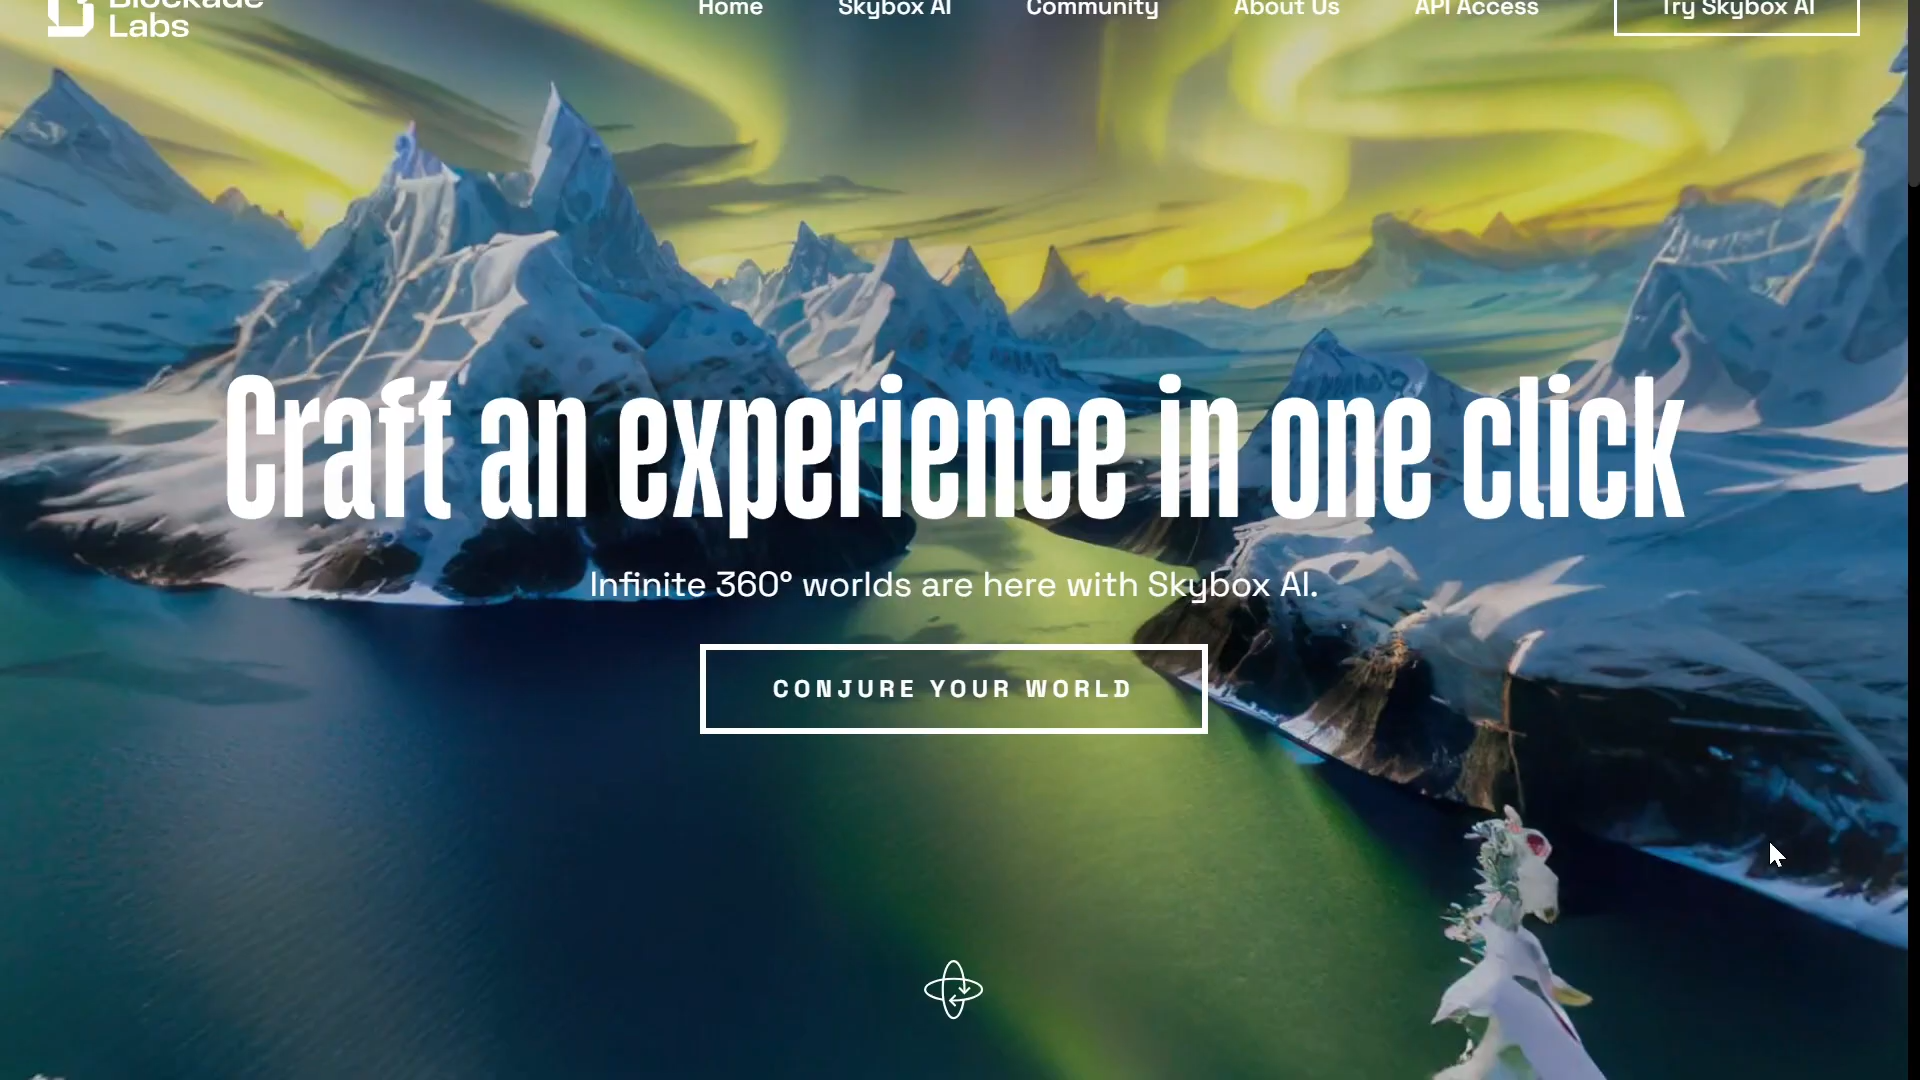 Blockade
Labs
Home
Skybox AI
Community
About Us
API Access
Try Skybox AI
Craft an experience in one click
Infinite 360° worlds are here with Skybox AI.
CONJURE YOUR WORLD